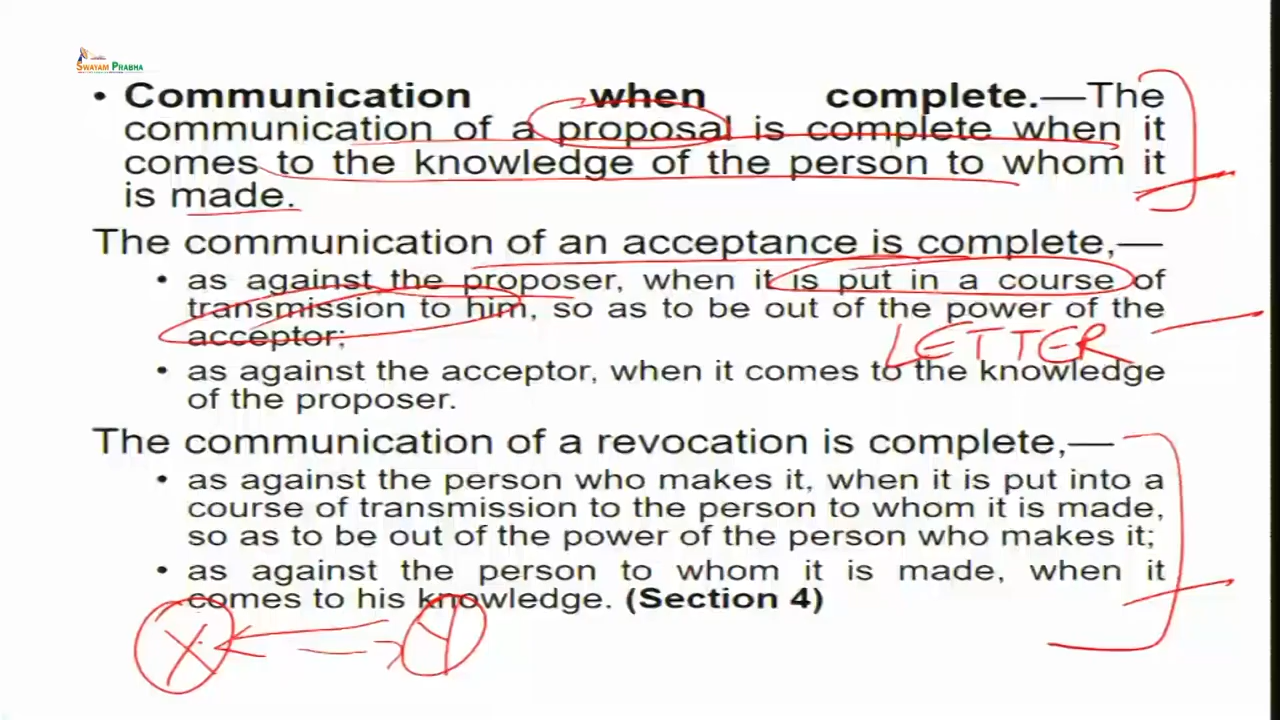 SWAYAM PRABHA
• Communication when complete.—The
communication of a proposal is complete when it
comes to the knowledge of the person to whom it
is made.
The communication of an acceptance is complete,—
• as against the proposer, when it is put in a course of
transmission to him, so as to be out of the power of the
acceptor;
LETTER
• as against the acceptor, when it comes to the knowledge
of the proposer.
The communication of a revocation is complete,—
• as against the person who makes it, when it is put into a
course of transmission to the person to whom it is made,
so as to be out of the power of the person who makes it;
• as against the person to whom it is made, when it
comes to his knowledge. (Section 4)
X Y